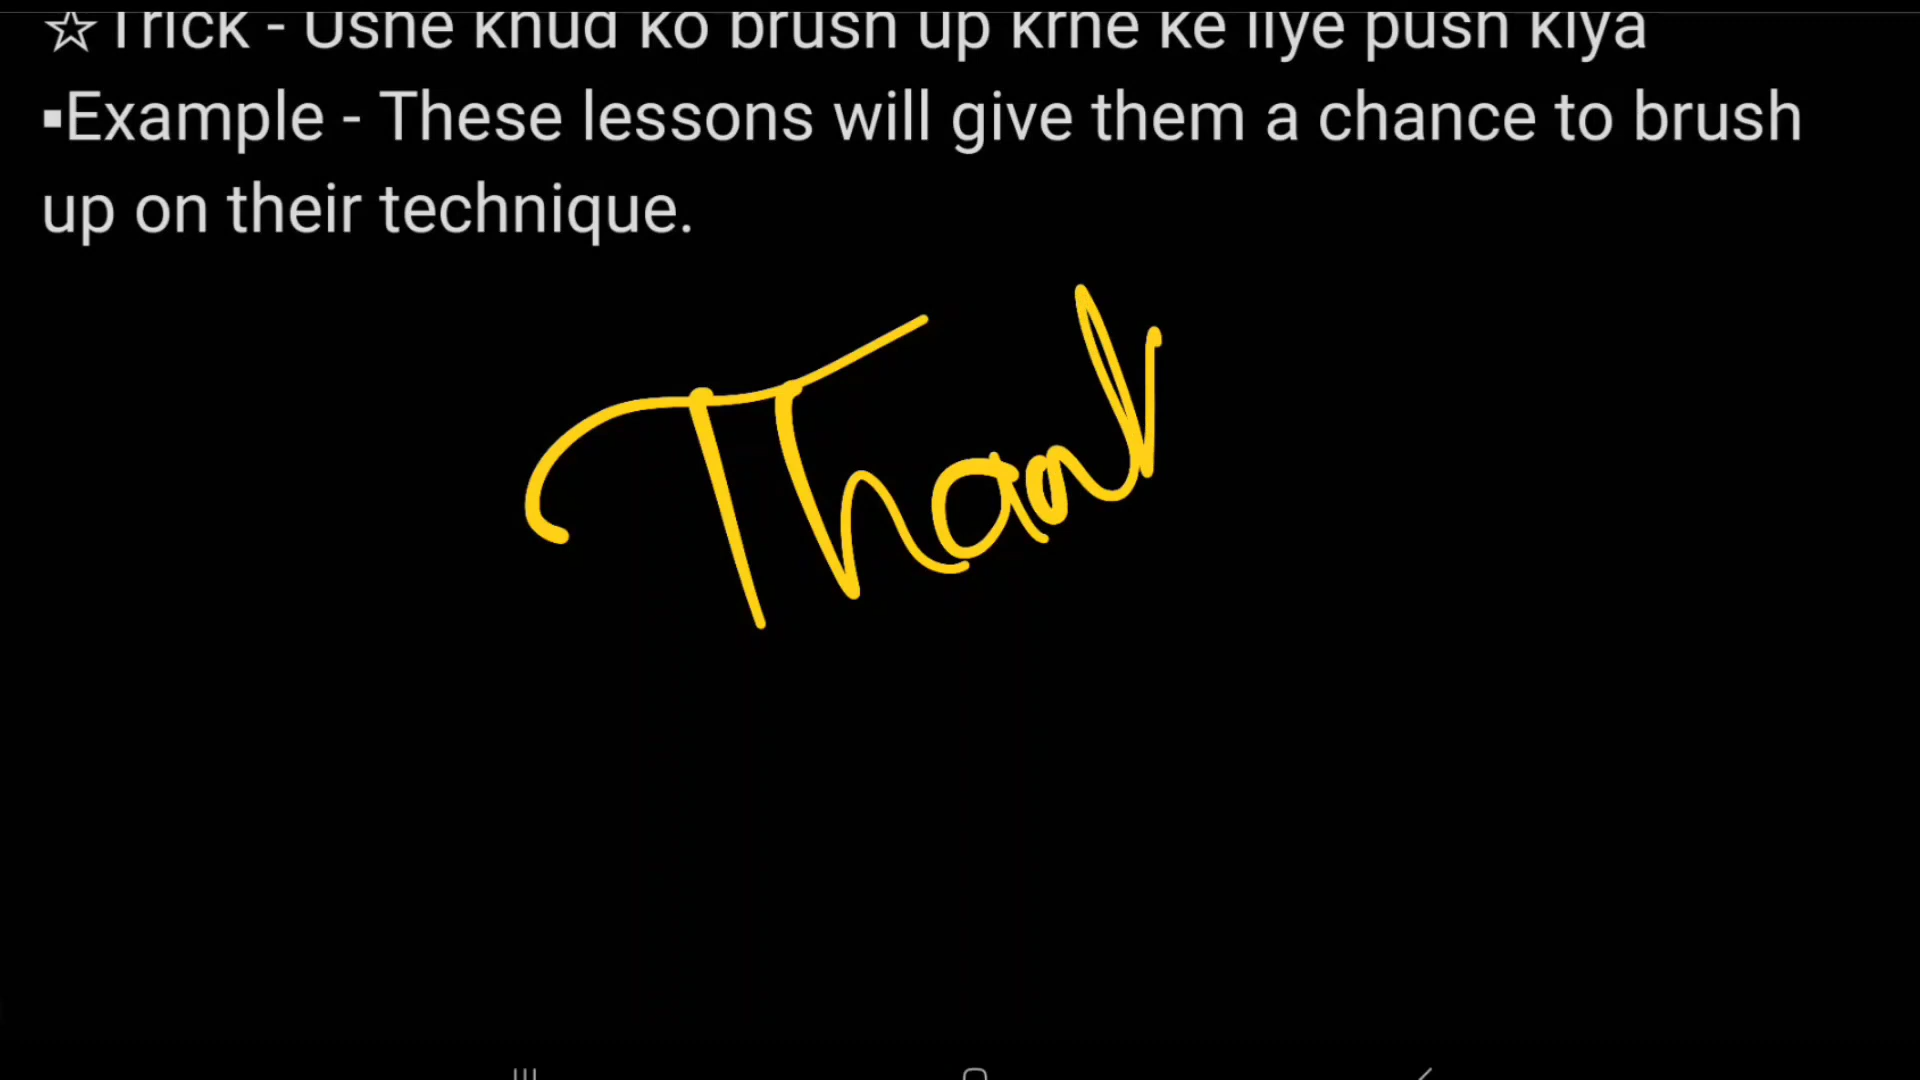 ☆Trick - Usne khud ko brush up krne ke liye push kiya
▪Example - These lessons will give them a chance to brush
up on their technique.
Thank